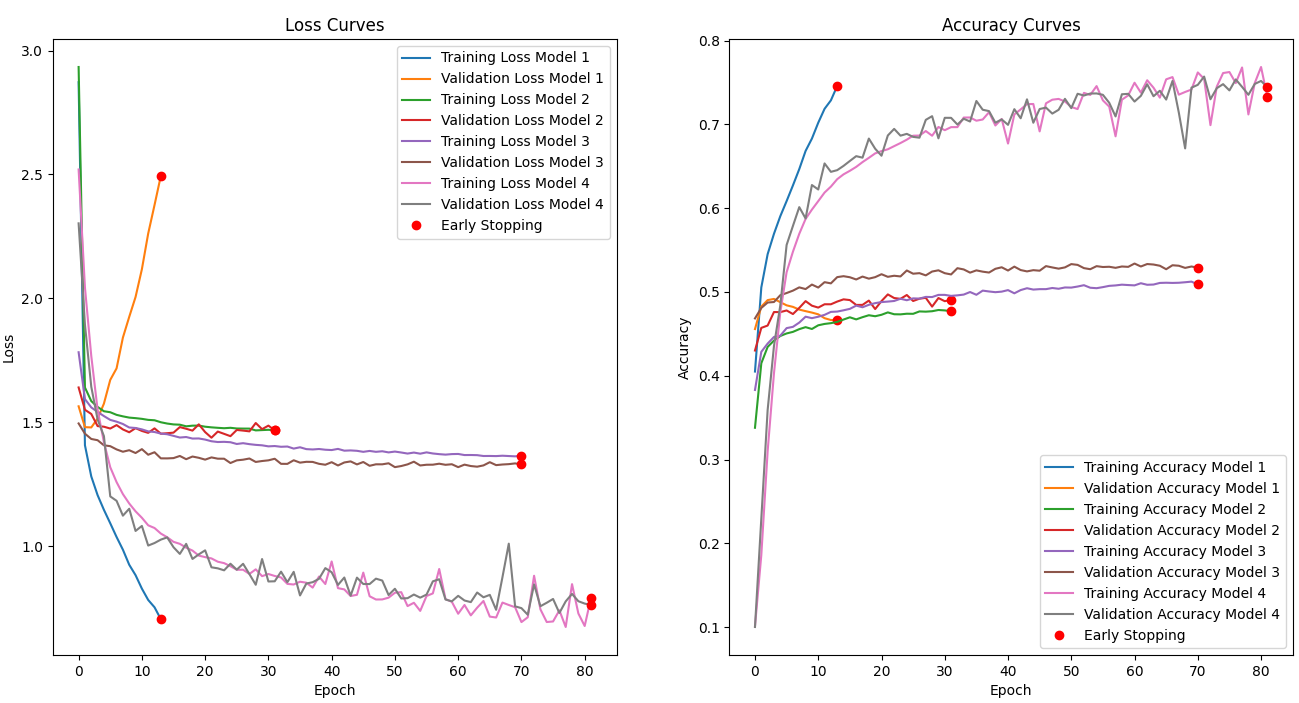 Loss Curves
3.0
2.5
2.0
1.5
1.0
Loss
0
10
20
30
40
50
60
70
80
Epoch
Training Loss Model 1
Validation Loss Model 1
Training Loss Model 2
Validation Loss Model 2
Training Loss Model 3
Validation Loss Model 3
Training Loss Model 4
Validation Loss Model 4
Early Stopping
Accuracy Curves
0.8
0.7
0.6
0.5
0.4
0.3
0.2
0.1
Accuracy
0
10
20
30
40
50
60
70
80
Epoch
Training Accuracy Model 1
Validation Accuracy Model 1
Training Accuracy Model 2
Validation Accuracy Model 2
Training Accuracy Model 3
Validation Accuracy Model 3
Training Accuracy Model 4
Validation Accuracy Model 4
Early Stopping